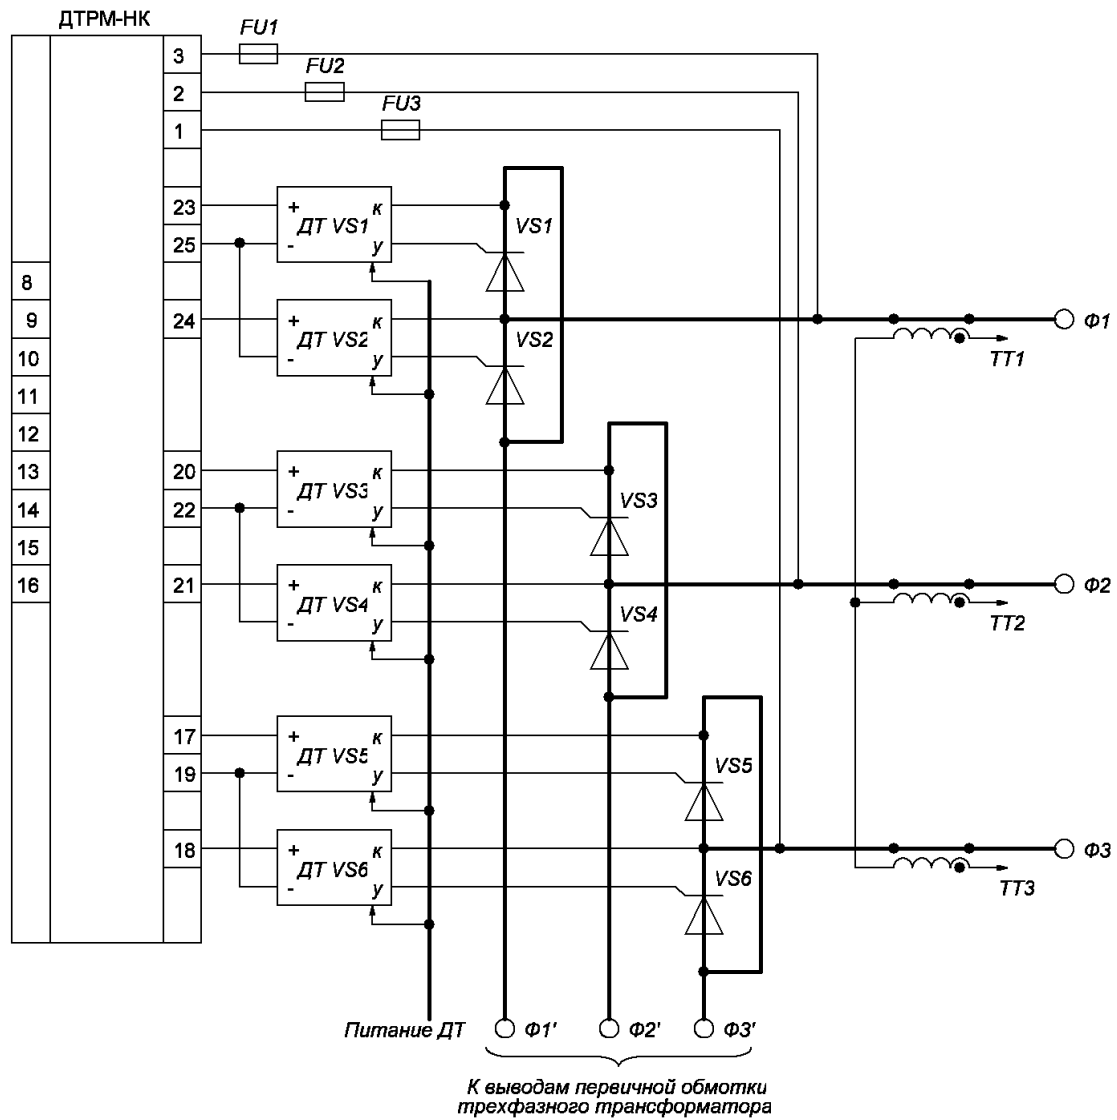 ДТРМ-НК
FU1
3
FU2
2
FU3
1
23
+ ДТ VS1 к
VS1
25
- у
8
9
24
+ ДТ VS2 к
VS2
- у
Ф1
ТТ1
10
11
12
13
20
+ ДТ VS3 к
VS3
14
22
- у
15
16
21
+ ДТ VS4 к
VS4
- у
Ф2
ТТ2
17
+ ДТ VS5 к
VS5
19
- у
18
+ ДТ VS6 к
VS6
- у
Ф3
ТТ3
Питание ДТ
Ф1'
Ф2'
Ф3'
К выводам первичной обмотки
трехфазного трансформатора